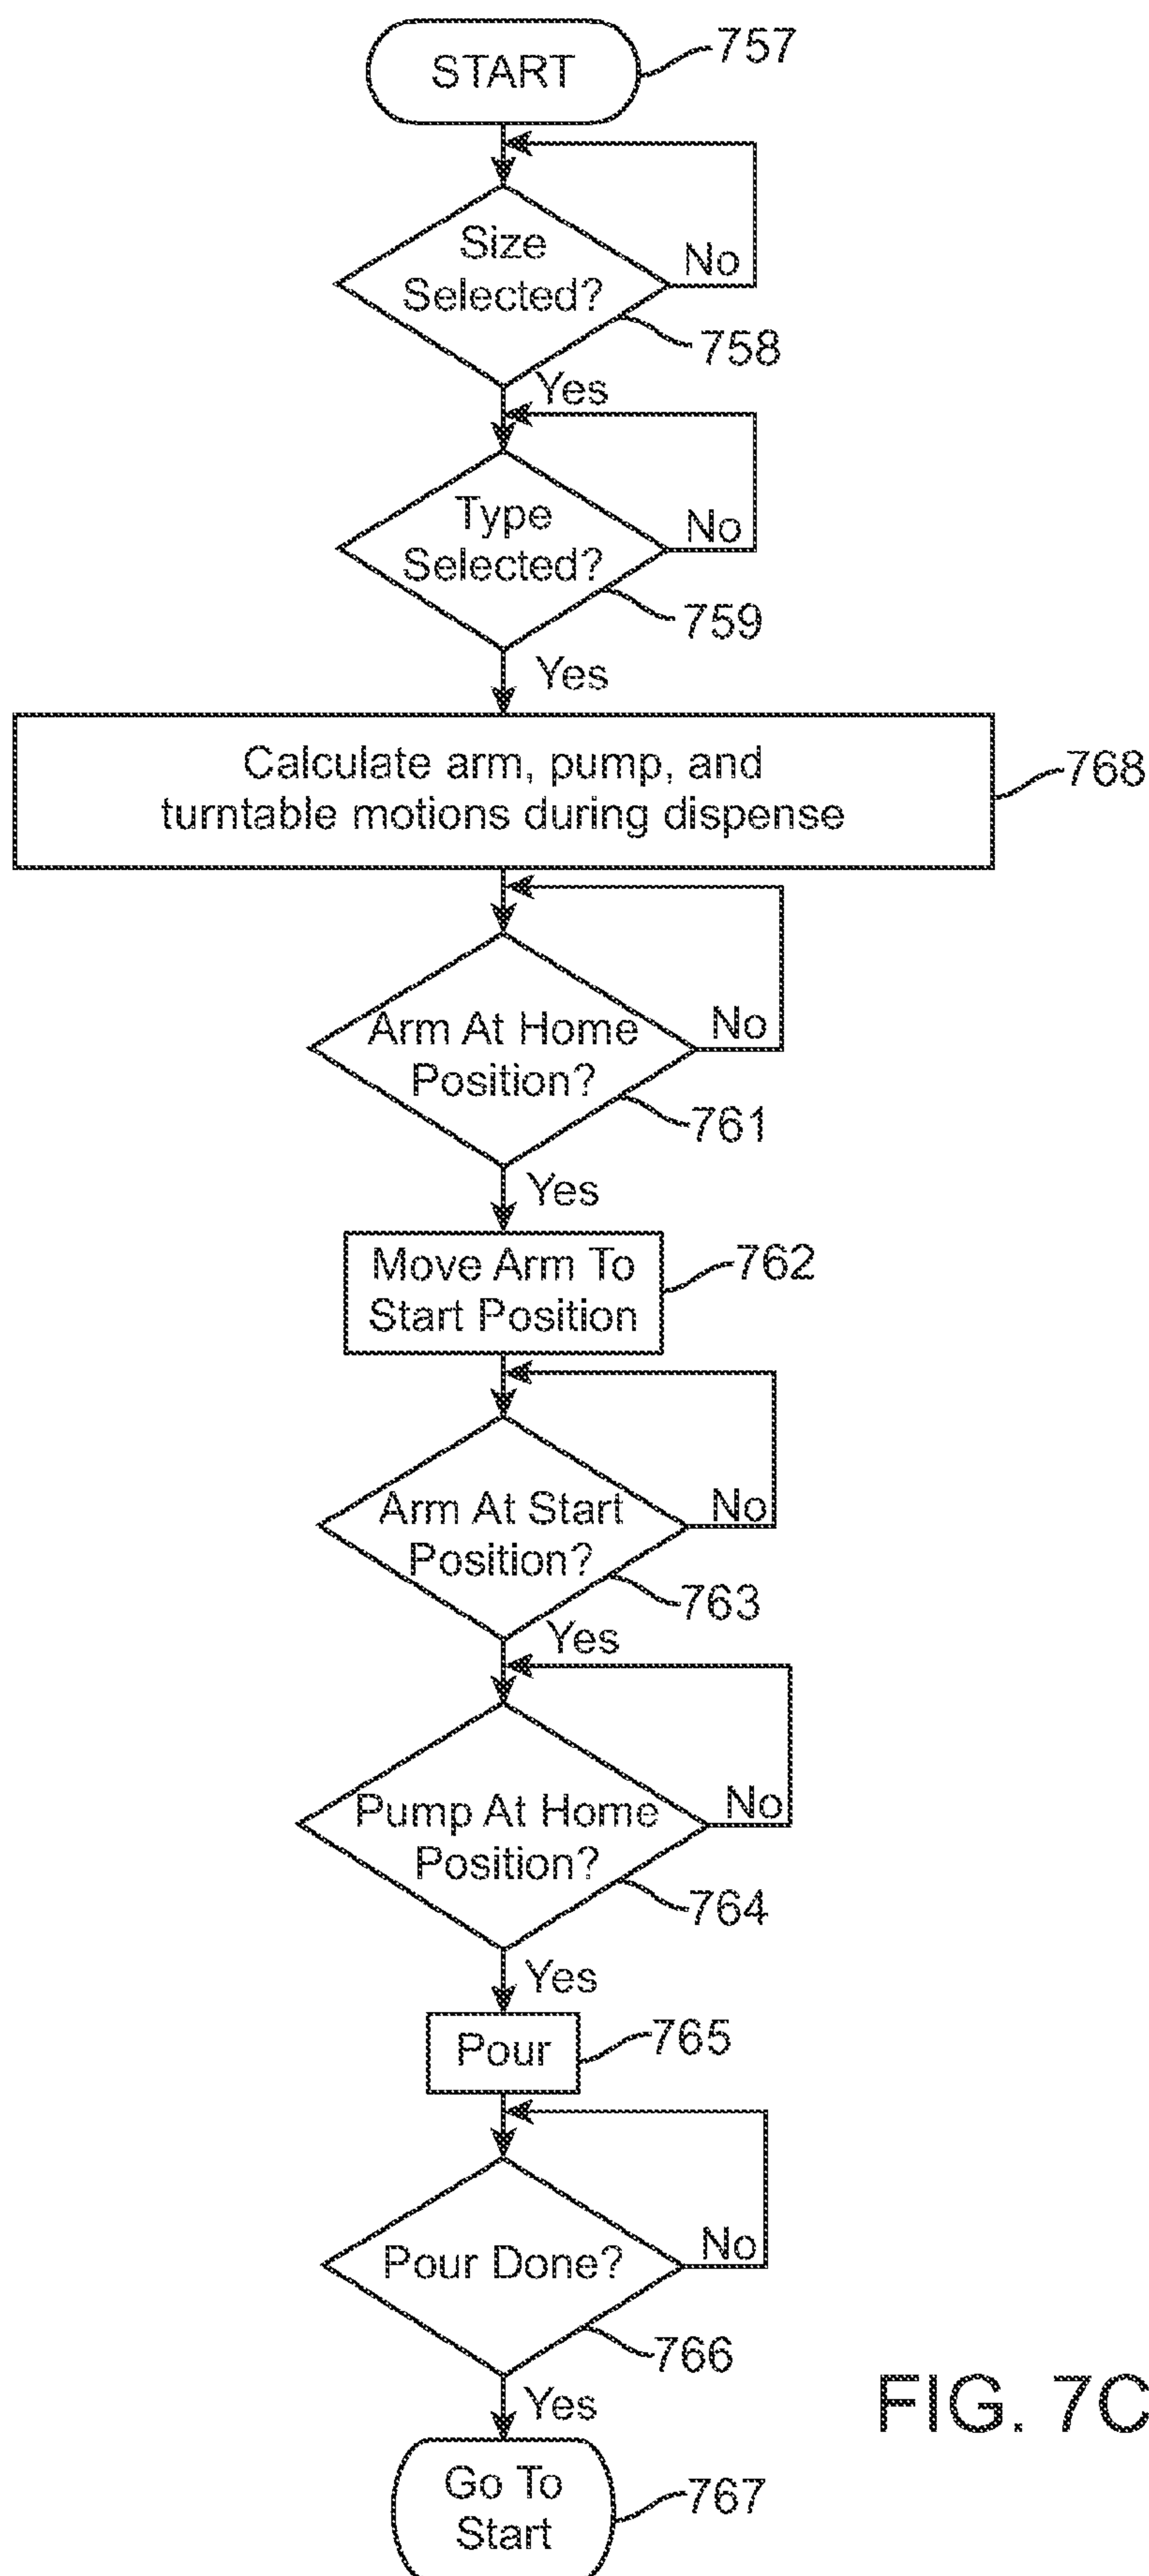 START
757
Size
Selected?
No
758
Yes
Type
Selected?
No
759
Yes
Calculate arm, pump, and
turntable motions during dispense
768
Arm At Home
Position?
No
761
Yes
Move Arm To
Start Position
762
Arm At Start
Position?
No
763
Yes
Pump At Home
Position?
No
764
Yes
Pour
765
Pour Done?
No
766
Yes
Go To
Start
767
FIG. 7C